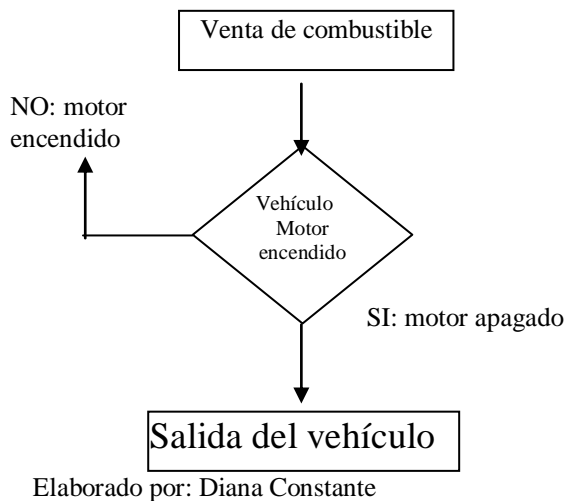 Venta de combustible
NO: motor
encendido
Vehículo
Motor
encendido
SI: motor apagado
Salida del vehículo
Elaborado por: Diana Constante